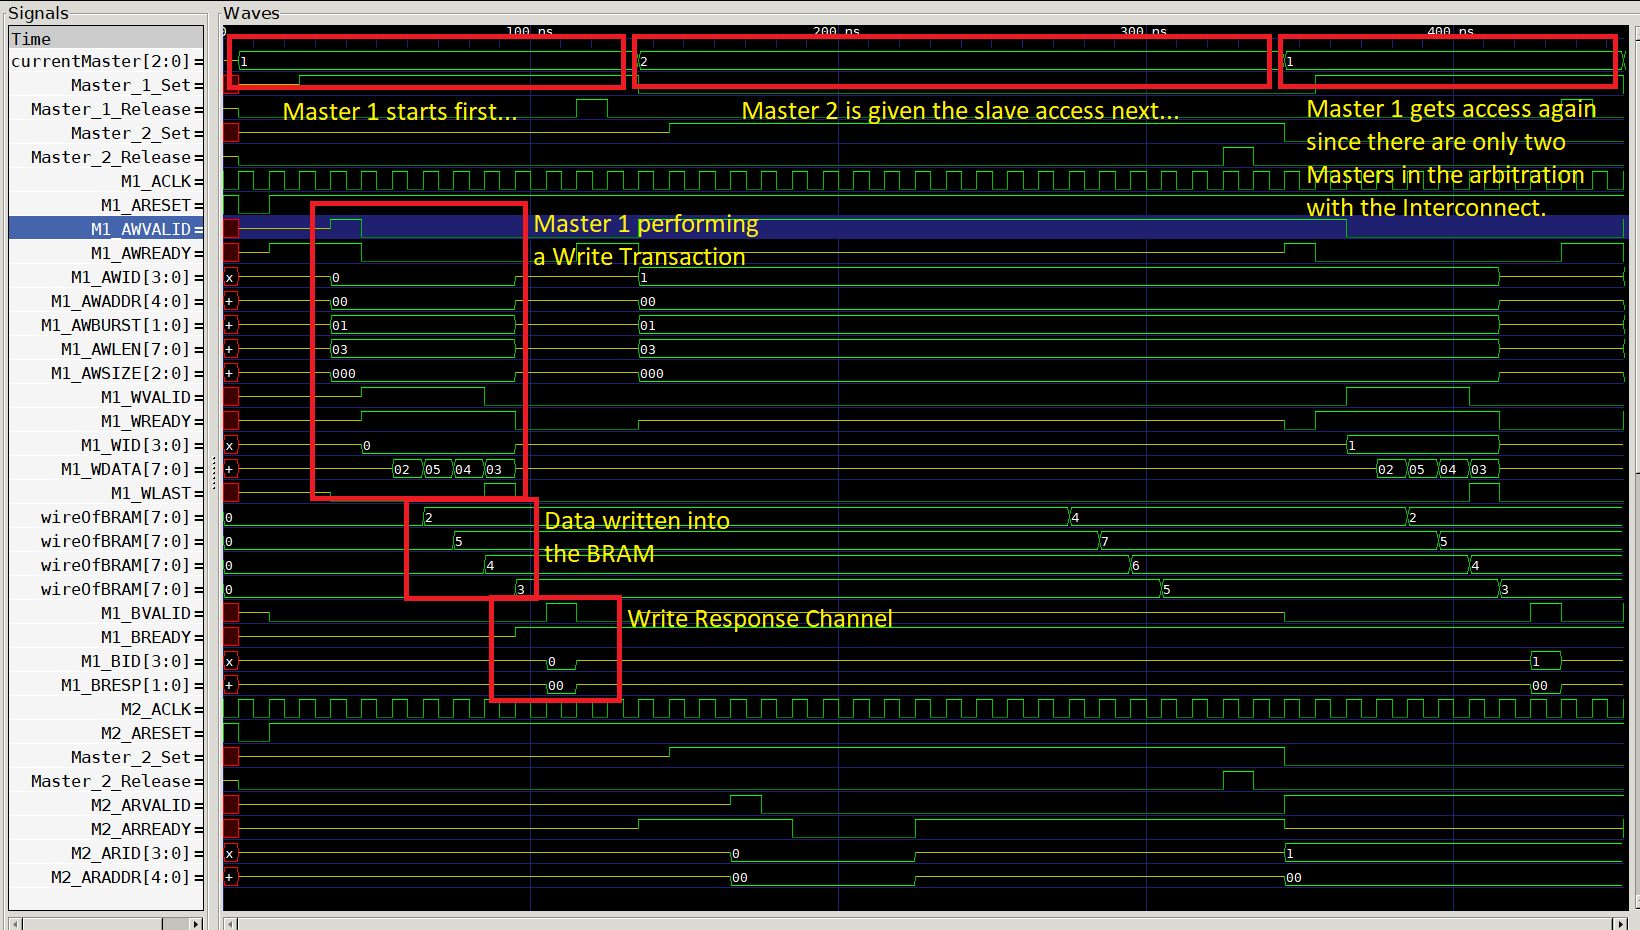 Signals
Waves
Time
100 ns
200 ns
300 ns
400 ns
currentMaster[2:0] = 1 2 1
Master_1_Set =
Master_1_Release =
Master 1 starts first...
Master 2 is given the slave access next...
Master 1 gets access again
since there are only two
Masters in the arbitration
with the Interconnect.
Master_2_Set =
Master_2_Release =
M1_ACLK =
M1_ARESET =
M1_AWVALID =
Master 1 performing
a Write Transaction
M1_AWREADY =
M1_AWID[3:0] = x 0 1
M1_AWADDR[4:0] = + 00 00
M1_AWBURST[1:0] = + 01 01
M1_AWLEN[7:0] = + 03 03
M1_AWSIZE[2:0] = + 000 000
M1_WVALID =
M1_WREADY =
M1_WID[3:0] = x 0 1
M1_WDATA[7:0] = + 02 05 04 03 02 05 04 03
M1_WLAST =
wireOfBRAM[7:0] = 0 2 4 2
Data written into
the BRAM
wireOfBRAM[7:0] = 0 5 7 5
wireOfBRAM[7:0] = 0 4 6 4
wireOfBRAM[7:0] = 0 3 5 3
M1_BVALID =
Write Response Channel
M1_BREADY =
M1_BID[3:0] = x 0 1
M1_BRESP[1:0] = + 00 00
M2_ACLK =
M2_ARESET =
Master_2_Set =
Master_2_Release =
M2_ARVALID =
M2_ARREADY =
M2_ARID[3:0] = x 0 1
M2_ARADDR[4:0] = + 00 00